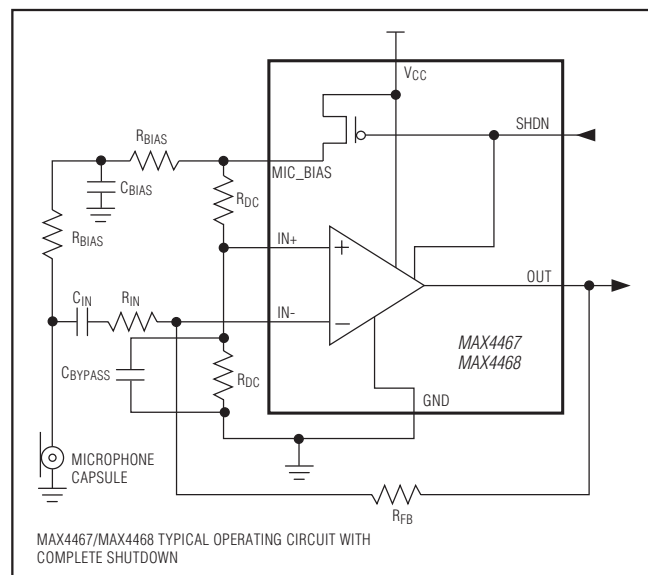 VCC
SHDN
RBIAS
MIC_BIAS
CBIAS
RDC
RBIAS
IN+
+
OUT
CIN
RIN
IN-
−
MAX4467
MAX4468
CBYPASS
RDC
GND
MICROPHONE
CAPSULE
RFB
MAX4467/MAX4468 TYPICAL OPERATING CIRCUIT WITH
COMPLETE SHUTDOWN